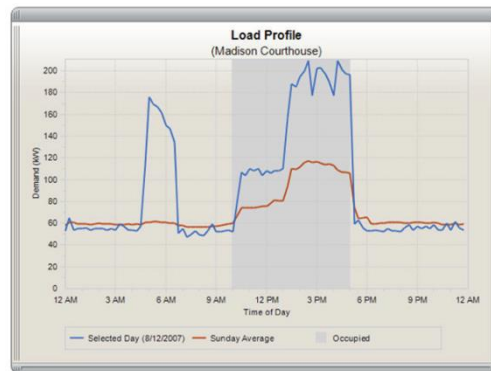 Load Profile
(Madison Courthouse)
Demand (kW)
200
180
160
140
120
100
80
60
40
20
0
12 AM 3 AM 6 AM 9 AM 12 PM 3 PM 6 PM 9 PM 12 AM
Time of Day
Selected Day (8/12/2007) Sunday Average Occupied